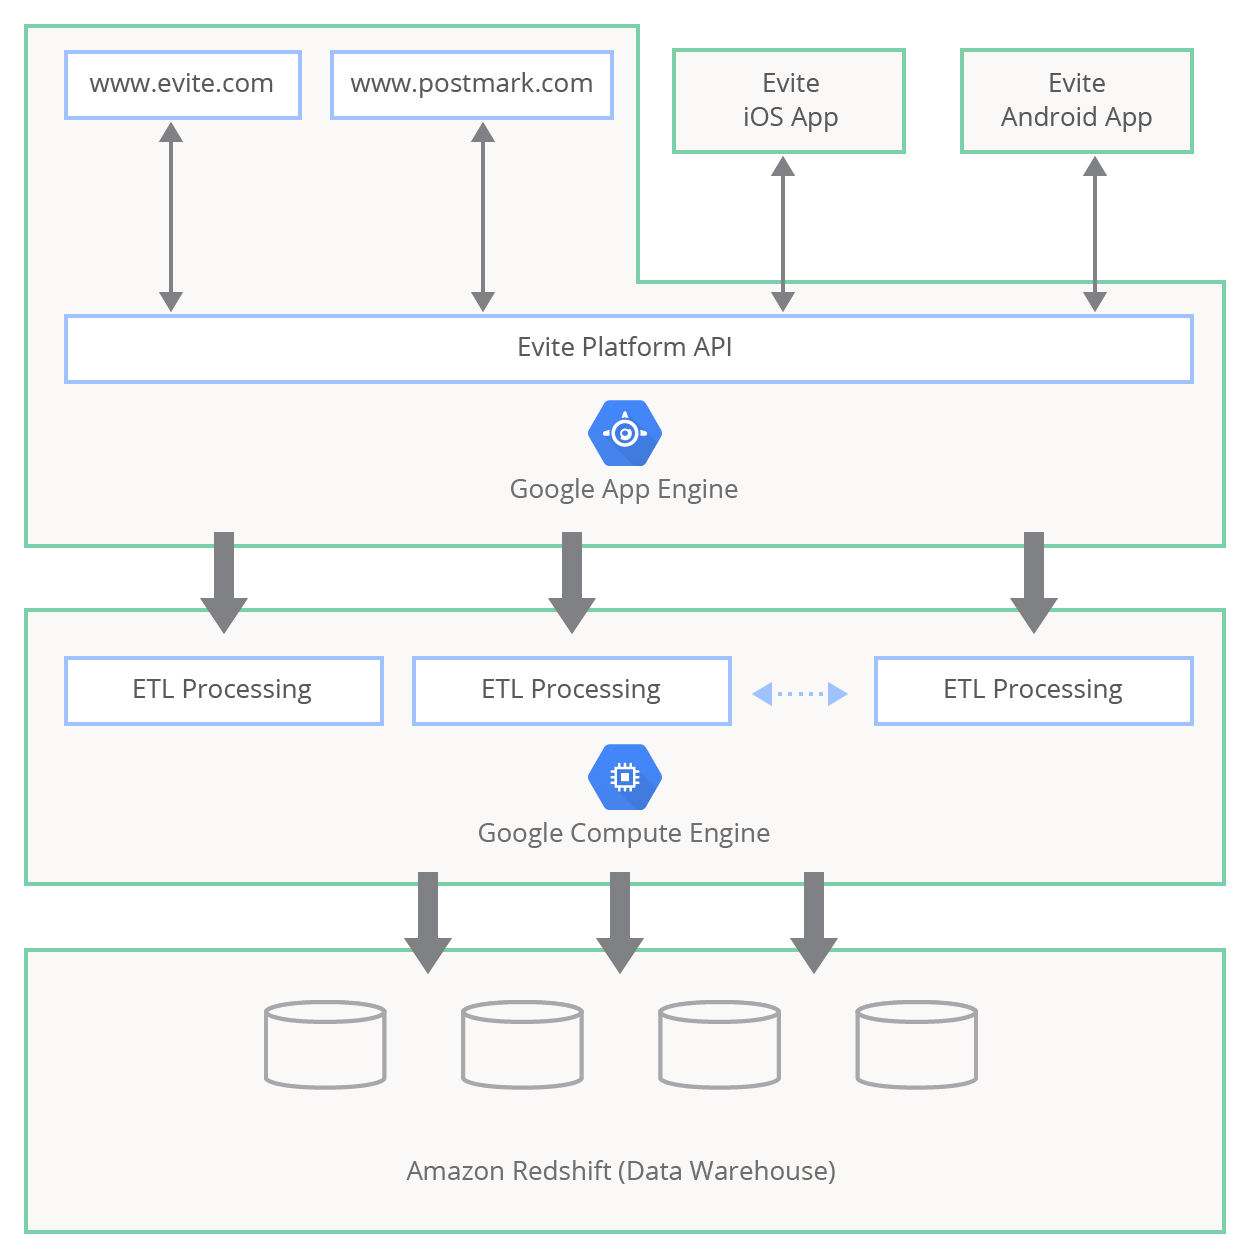 www.evite.com
www.postmark.com
Evite
iOS App
Evite
Android App
Evite Platform API
Google App Engine
ETL Processing
ETL Processing
ETL Processing
Google Compute Engine
Amazon Redshift (Data Warehouse)